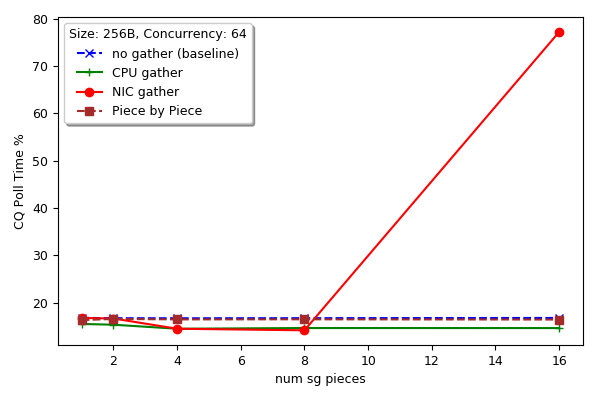 Size: 256B, Concurrency: 64
no gather (baseline)
CPU gather
NIC gather
Piece by Piece
CQ Poll Time %
80
70
60
50
40
30
20
2 4 6 8 10 12 14 16
num sg pieces